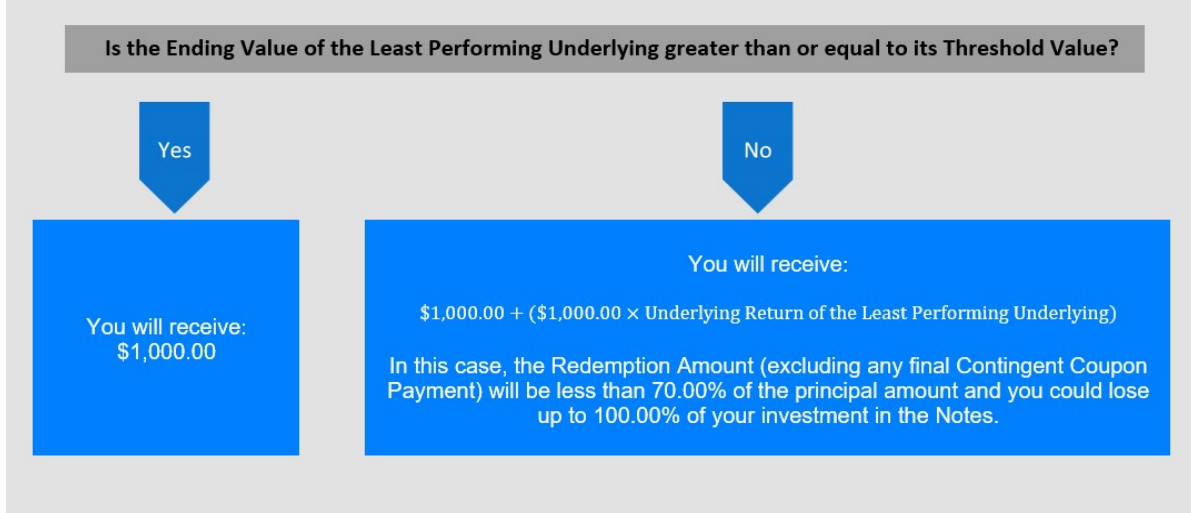 Is the Ending Value of the Least Performing Underlying greater than or equal to its Threshold Value?
Yes
No
You will receive:
$1,000.00
You will receive:
$1,000.00 + ($1,000.00 × Underlying Return of the Least Performing Underlying)
In this case, the Redemption Amount (excluding any final Contingent Coupon
Payment) will be less than 70.00% of the principal amount and you could lose
up to 100.00% of your investment in the Notes.